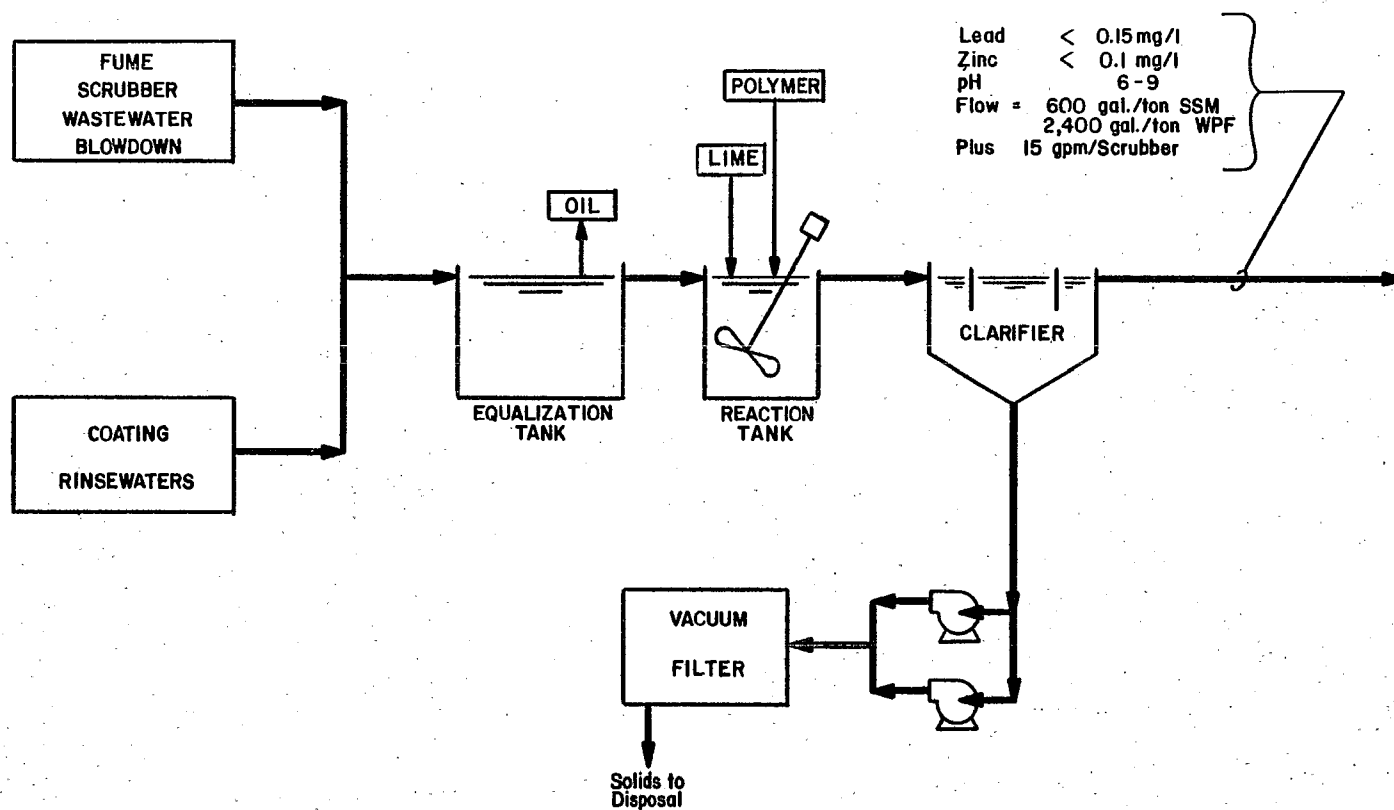 FUME
SCRUBBER
WASTEWATER
BLOWDOWN
COATING
RINSEWATERS
OIL
EQUALIZATION
TANK
POLYMER
LIME
REACTION
TANK
CLARIFIER
Lead < 0.15 mg/l
Zinc < 0.1 mg/l
pH 6-9
Flow = 600 gal./ton SSM
2,400 gal./ton WPF
Plus 15 gpm/Scrubber
VACUUM
FILTER
Solids to
Disposal